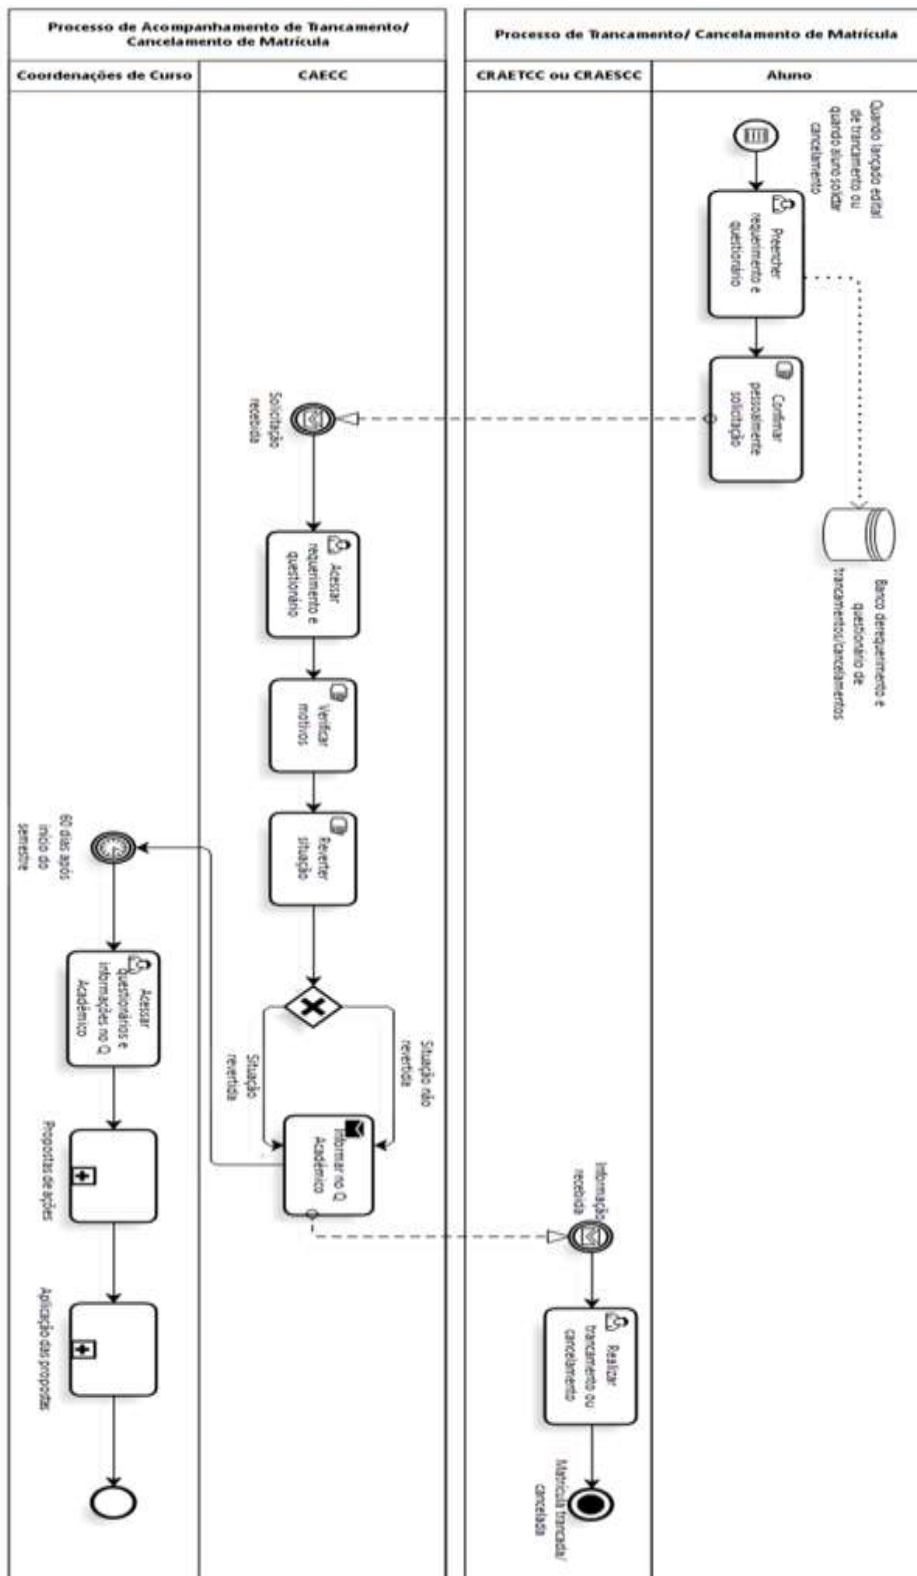 Processo de Acompanhamento de Trancamento/
Cancelamento de Matrícula
Processo de Trancamento/ Cancelamento de Matrícula
Coordenações de Curso
CAECC
CRAETCC ou CRAESCC
Aluno
Quando lançado edital
de trancamento ou
quando aluno solicitar
cancelamento
Preencher
requerimento e
questionário
Confirmar
pessoalmente
solicitação
Banco derequerimento e
questionário de
trancamentos/cancelamentos
Solicitação
recebida
Acessar
requerimento e
questionário
Verificar
motivos
Reverter
situação
Situação não
revertida
Situação
revertida
Informar no Q
Acadêmico
Informação
recebida
Realizar
trancamento ou
cancelamento
Matrícula trancada/
cancelada
60 dias após
início do
semestre
Acessar
questionários e
informações no Q
Acadêmico
Propostas de ações
Aplicação das propostas